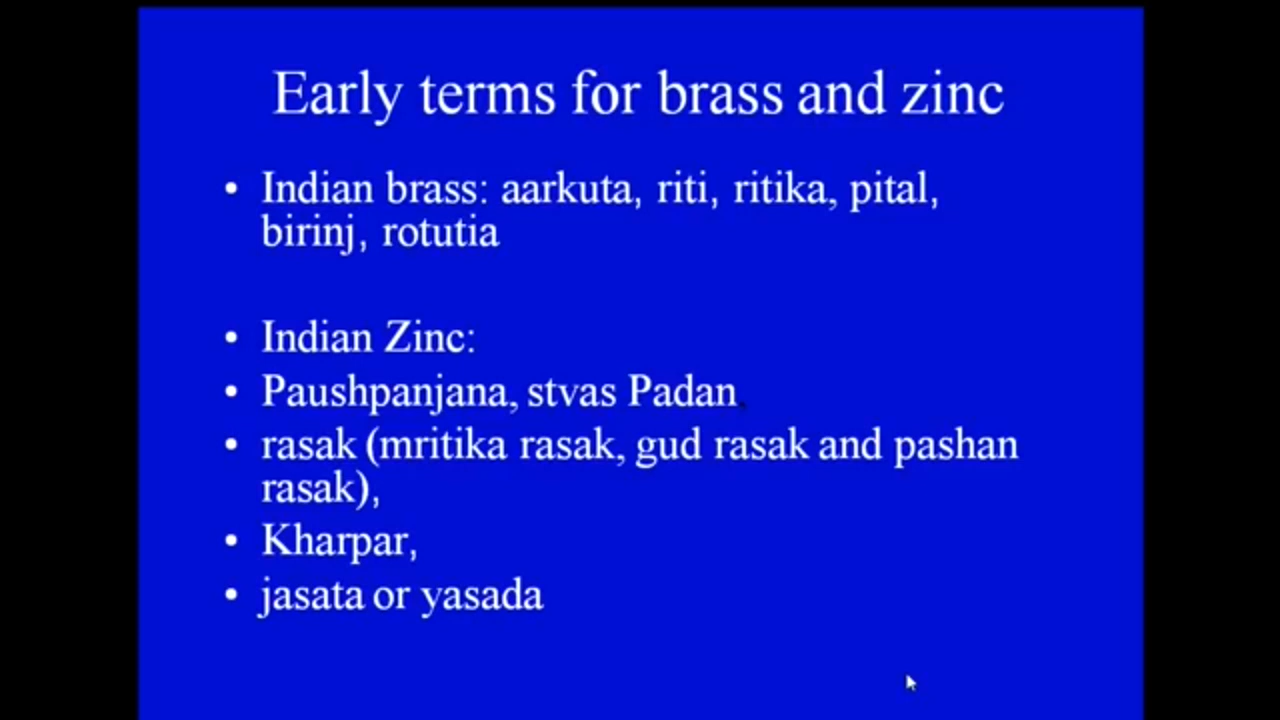 Early terms for brass and zinc
• Indian brass: aarkuta, riti, ritika, pital,
birinj, rotutia
• Indian Zinc:
• Paushpanjana, stvas Padan,
• rasak (mritika rasak, gud rasak and pashan
rasak),
• Kharpar,
• jasata or yasada